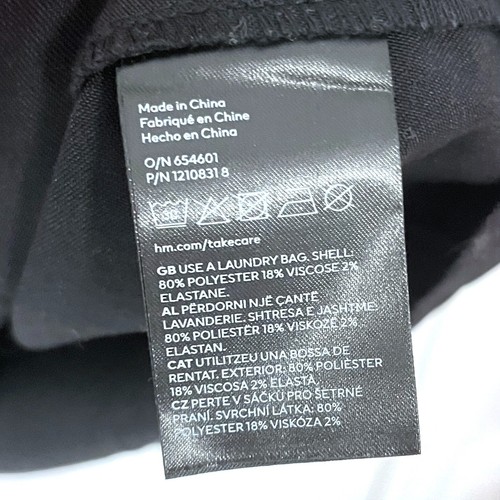 Made in China
Fabriqué en Chine
Hecho en China
O/N 654601
P/N 1210831 8
30
hm.com/takecare
GB USE A LAUNDRY BAG. SHELL:
80% POLYESTER 18% VISCOSE 2%
ELASTANE.
AL PËRDORNI NJË ÇANTË
LAVANDERIE. SHTRESA E JASHTME:
80% POLIESTËR 18% VISKOZË 2%
ELASTAN.
CAT UTILITZEU UNA BOSSA DE
RENTAT. EXTERIOR: 80% POLIÈSTER
18% VISCOSA 2% ELASTÀ.
CZ PERTE V SÁČKU PRO ŠETRNÉ
PRANÍ. SVRCHNÍ LÁTKA: 80%
POLYESTER 18% VISKÓZA 2%